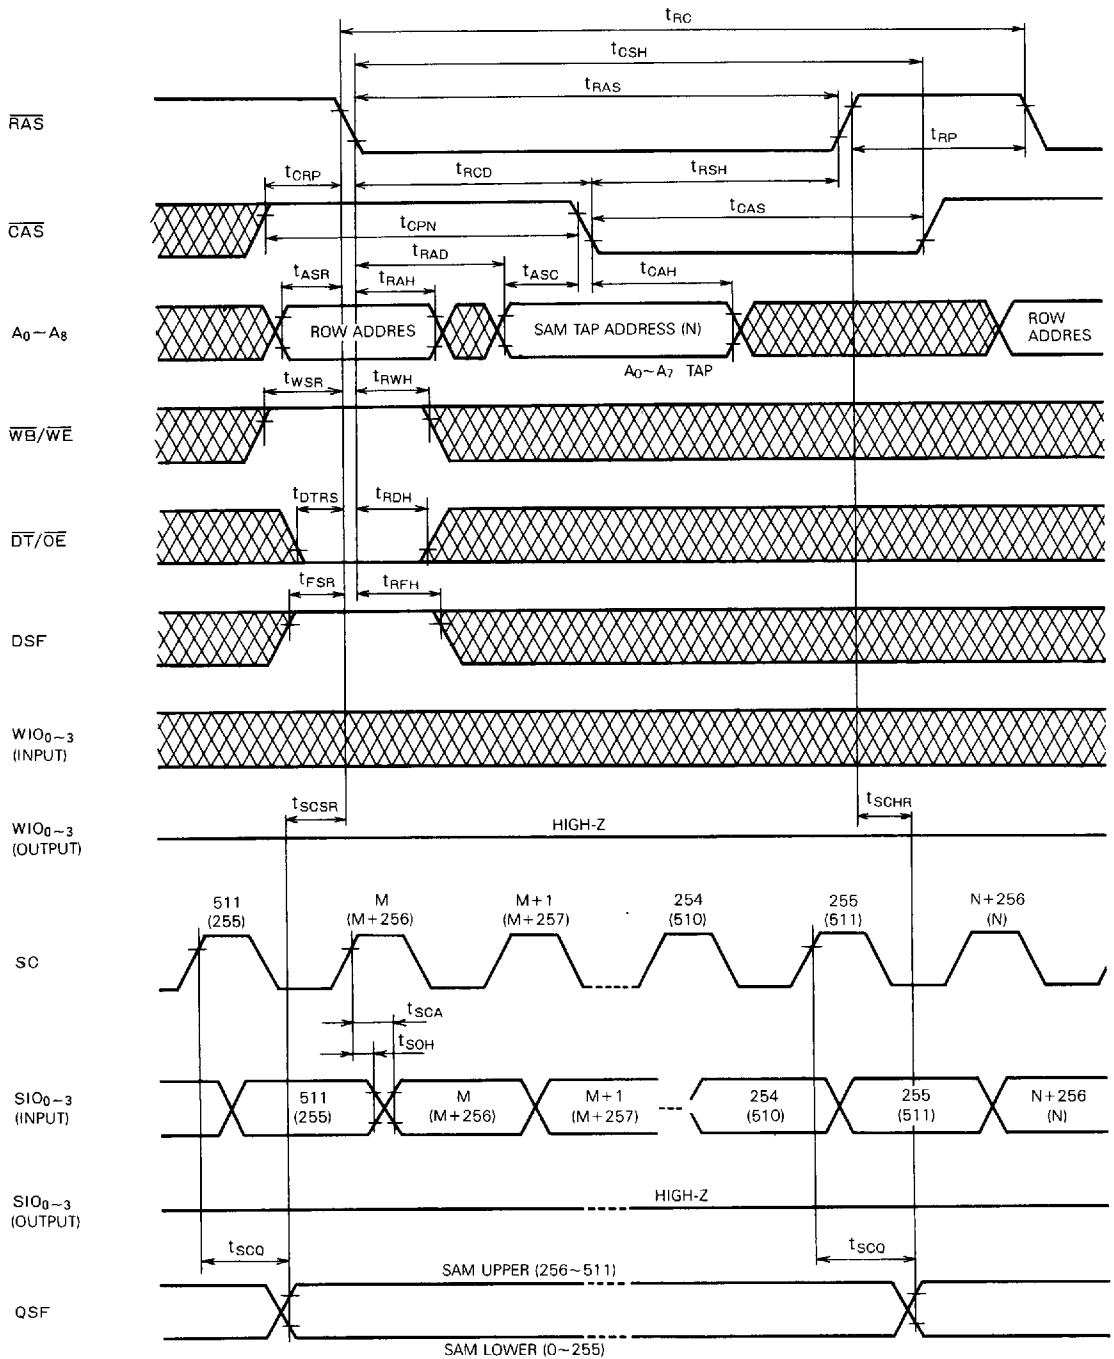 tRC
tCSH
tRAS
RAS
tRP
tCRP
tRCD
tRSH
CAS
tCPN
tCAS
tRAD
tASR
tRAH
tASC
tCAH
A0~A8
ROW ADDRES
SAM TAP ADDRESS (N)
ROW
ADDRES
A0~A7 TAP
tWSR
tRWH
WB/WE
tDTRS
tRDH
DT/OE
tFSR
tRFH
DSF
WIO0~3
(INPUT)
tSCSR
tSCHR
WIO0~3
(OUTPUT)
HIGH-Z
511
(255)
M
(M+256)
M+1
(M+257)
254
(510)
255
(511)
N+256
(N)
SC
tSCA
tSOH
SIO0~3
(INPUT)
511
(255)
M
(M+256)
M+1
(M+257)
254
(510)
255
(511)
N+256
(N)
SIO0~3
(OUTPUT)
HIGH-Z
tSCQ
tSCQ
SAM UPPER (256~511)
QSF
SAM LOWER (0~255)